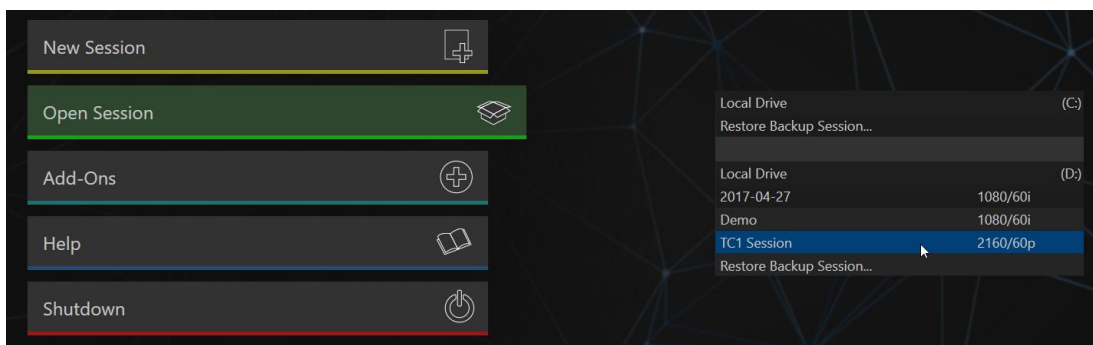 New Session
Open Session
Add-Ons
Help
Shutdown
Local Drive (C:)
Restore Backup Session...
Local Drive (D:)
2017-04-27 1080/60i
Demo 1080/60i
TC1 Session 2160/60p
Restore Backup Session...